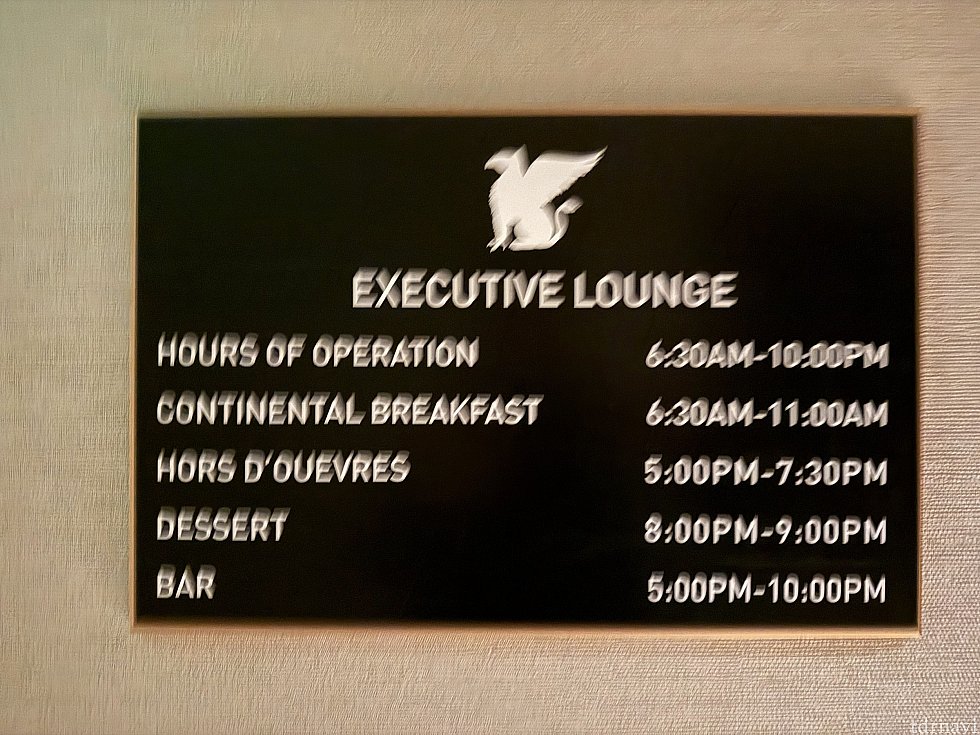 EXECUTIVE LOUNGE
HOURS OF OPERATION 6:30AM-10:00PM
CONTINENTAL BREAKFAST 6:30AM-11:00AM
HORS D'OUEVRES 5:00PM-7:30PM
DESSERT 8:00PM-9:00PM
BAR 5:00PM-10:00PM
tdrnavi